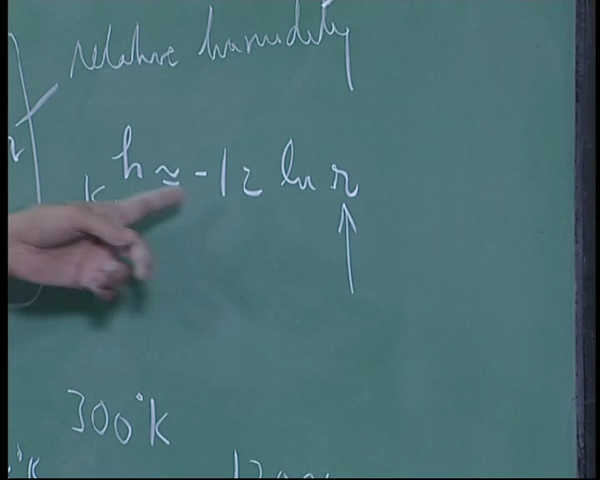 relative humidity
h ≃ -12 ln r
K
300°K
°K